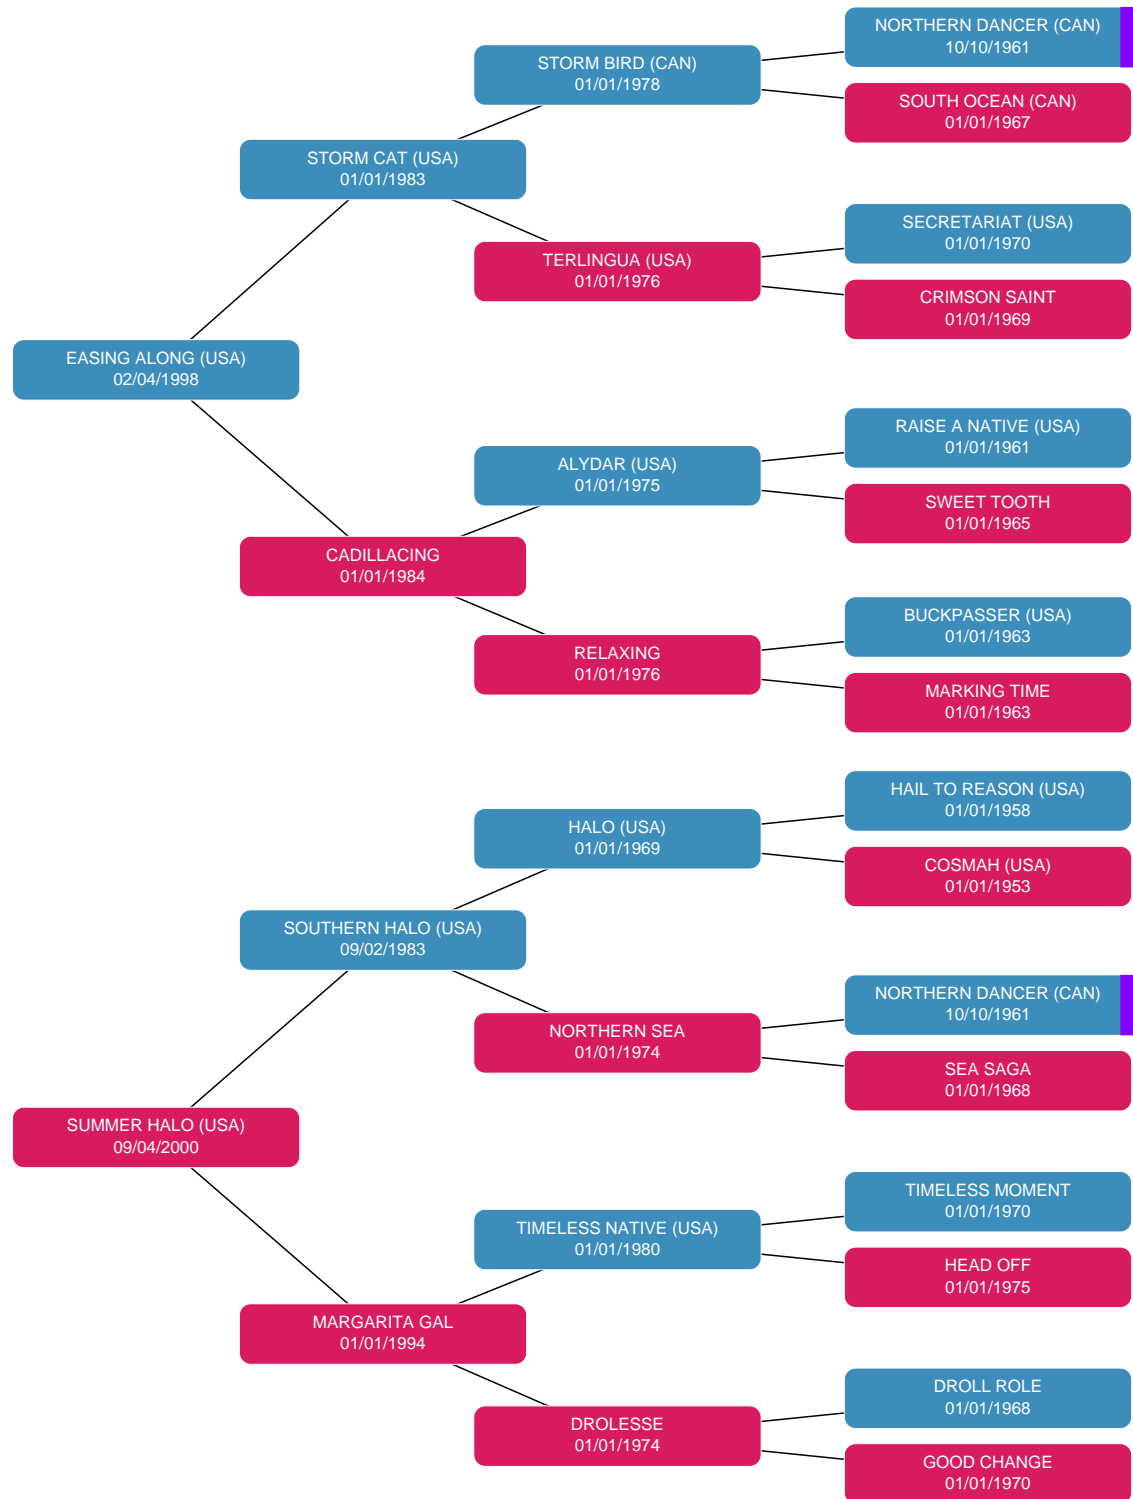 NORTHERN DANCER (CAN)
10/10/1961
STORM BIRD (CAN)
01/01/1978
SOUTH OCEAN (CAN)
01/01/1967
STORM CAT (USA)
01/01/1983
SECRETARIAT (USA)
01/01/1970
TERLINGUA (USA)
01/01/1976
CRIMSON SAINT
01/01/1969
EASING ALONG (USA)
02/04/1998
RAISE A NATIVE (USA)
01/01/1961
ALYDAR (USA)
01/01/1975
SWEET TOOTH
01/01/1965
CADILLACING
01/01/1984
BUCKPASSER (USA)
01/01/1963
RELAXING
01/01/1976
MARKING TIME
01/01/1963
HAIL TO REASON (USA)
01/01/1958
HALO (USA)
01/01/1969
COSMAH (USA)
01/01/1953
SOUTHERN HALO (USA)
09/02/1983
NORTHERN DANCER (CAN)
10/10/1961
NORTHERN SEA
01/01/1974
SEA SAGA
01/01/1968
SUMMER HALO (USA)
09/04/2000
TIMELESS MOMENT
01/01/1970
TIMELESS NATIVE (USA)
01/01/1980
HEAD OFF
01/01/1975
MARGARITA GAL
01/01/1994
DROLL ROLE
01/01/1968
DROLESSE
01/01/1974
GOOD CHANGE
01/01/1970